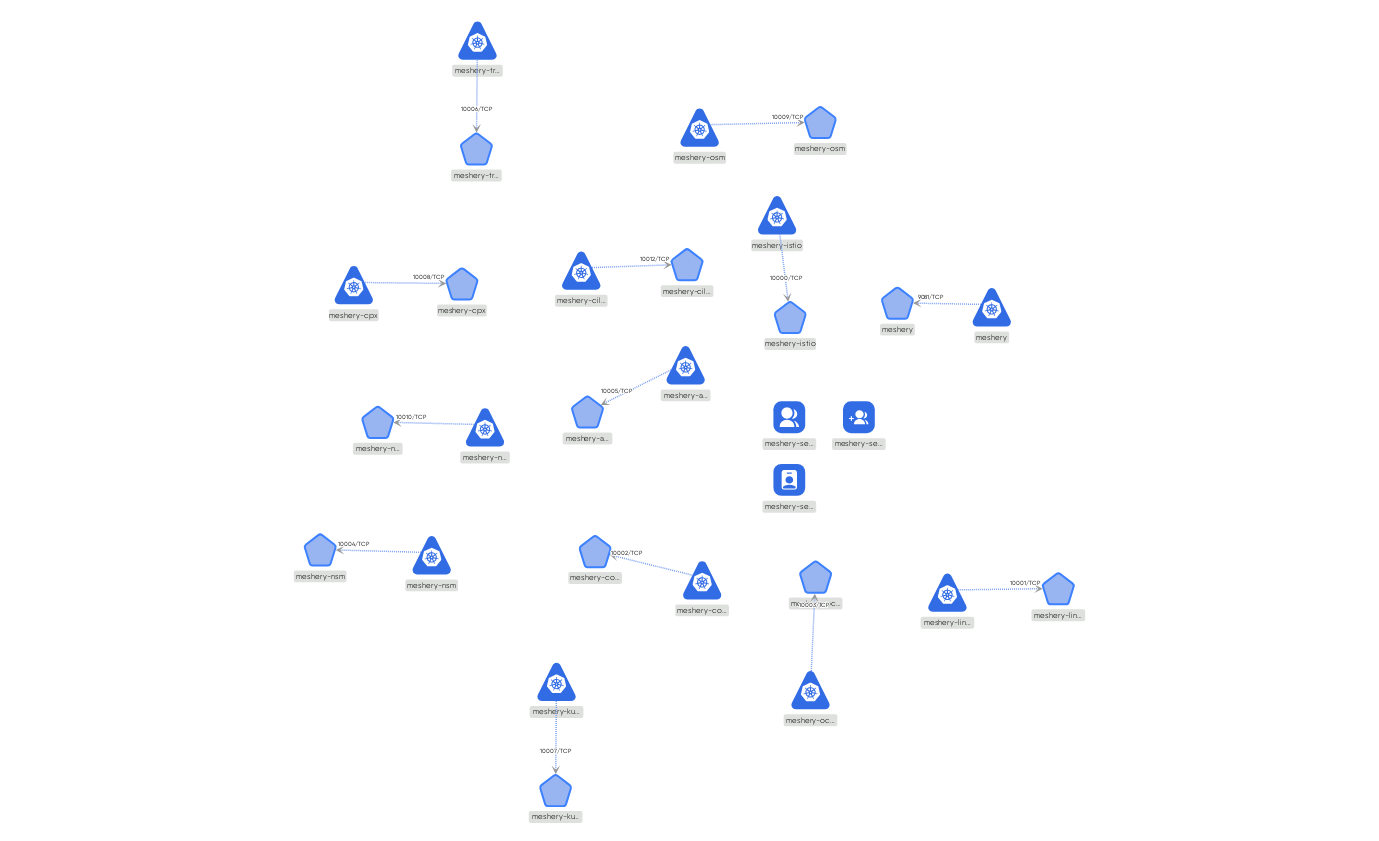 meshery-tr...
10006/TCP
meshery-tr...
10009/TCP
meshery-osm
meshery-osm
meshery-istio
10000/TCP
meshery-istio
10008/TCP
meshery-cpx
meshery-cpx
10012/TCP
meshery-cil...
meshery-cil...
9081/TCP
meshery
meshery
meshery-a...
10005/TCP
meshery-a...
10010/TCP
meshery-n...
meshery-n...
meshery-se...
meshery-se...
meshery-se...
10004/TCP
meshery-nsm
meshery-nsm
10002/TCP
meshery-co...
meshery-co...
10003/TCP
meshery-oc...
10001/TCP
meshery-lin...
meshery-lin...
meshery-ku...
10007/TCP
meshery-ku...